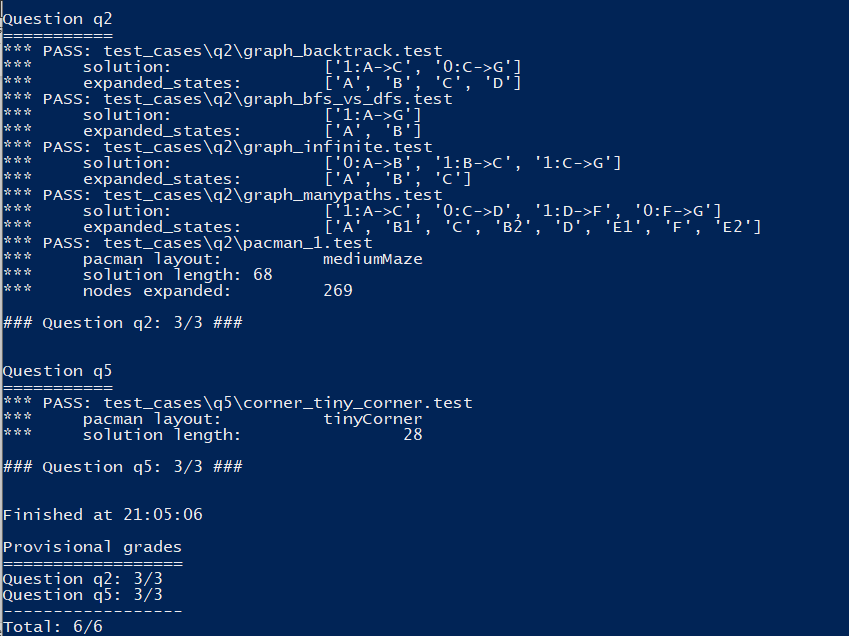 Question q2
===========
*** PASS: test_cases\q2\graph_backtrack.test
***     solution:               ['1:A->C', '0:C->G']
***     expanded_states:        ['A', 'B', 'C', 'D']
*** PASS: test_cases\q2\graph_bfs_vs_dfs.test
***     solution:               ['1:A->G']
***     expanded_states:        ['A', 'B']
*** PASS: test_cases\q2\graph_infinite.test
***     solution:               ['0:A->B', '1:B->C', '1:C->G']
***     expanded_states:        ['A', 'B', 'C']
*** PASS: test_cases\q2\graph_manypaths.test
***     solution:               ['1:A->C', '0:C->D', '1:D->F', '0:F->G']
***     expanded_states:        ['A', 'B1', 'C', 'B2', 'D', 'E1', 'F', 'E2']
*** PASS: test_cases\q2\pacman_1.test
***     pacman layout:          mediumMaze
***     solution length: 68
***     nodes expanded:         269
### Question q2: 3/3 ###
Question q5
===========
*** PASS: test_cases\q5\corner_tiny_corner.test
***     pacman layout:          tinyCorner
***     solution length:                28
### Question q5: 3/3 ###
Finished at 21:05:06
Provisional grades
==================
Question q2: 3/3
Question q5: 3/3
------------------
Total: 6/6